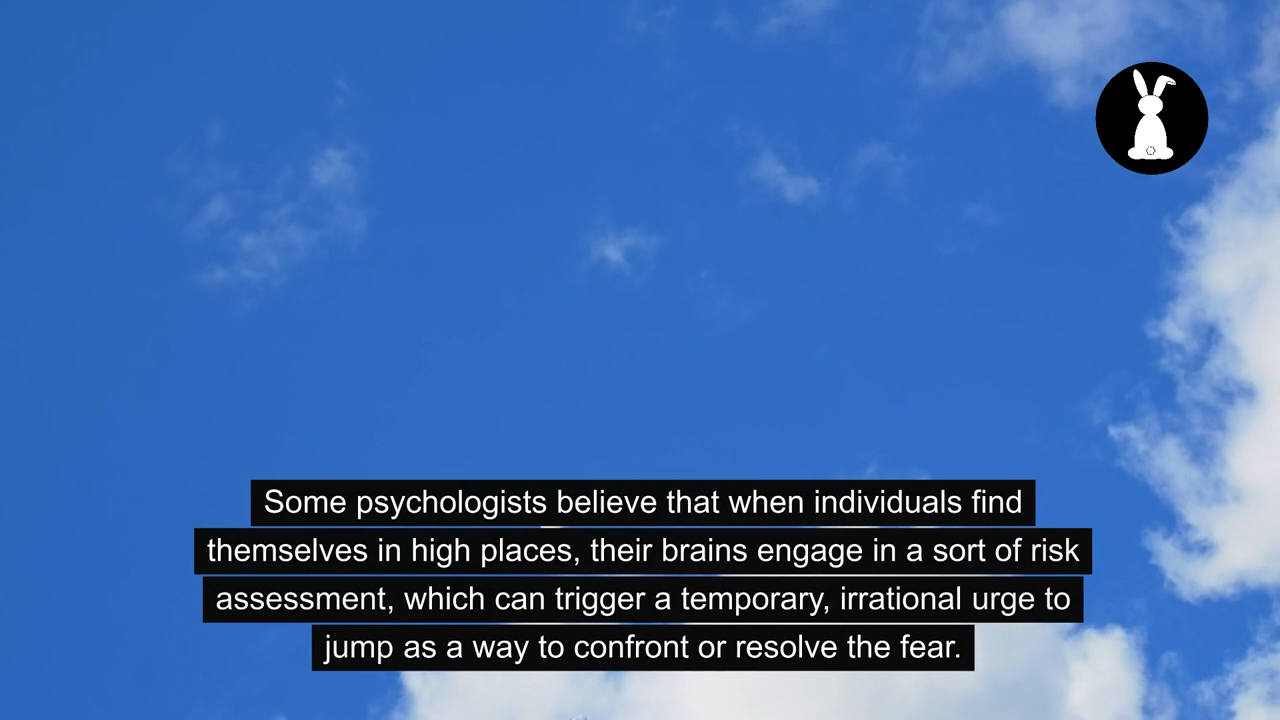 Some psychologists believe that when individuals find
themselves in high places, their brains engage in a sort of risk
assessment, which can trigger a temporary, irrational urge to
jump as a way to confront or resolve the fear.